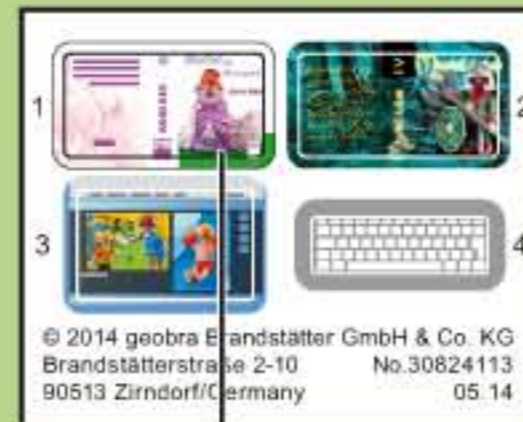 1
2
3
4
© 2014 geobra Brandstätter GmbH & Co. KG
Brandstätterstraße 2-10 No.30824113
90513 Zirndorf/Germany 05.14